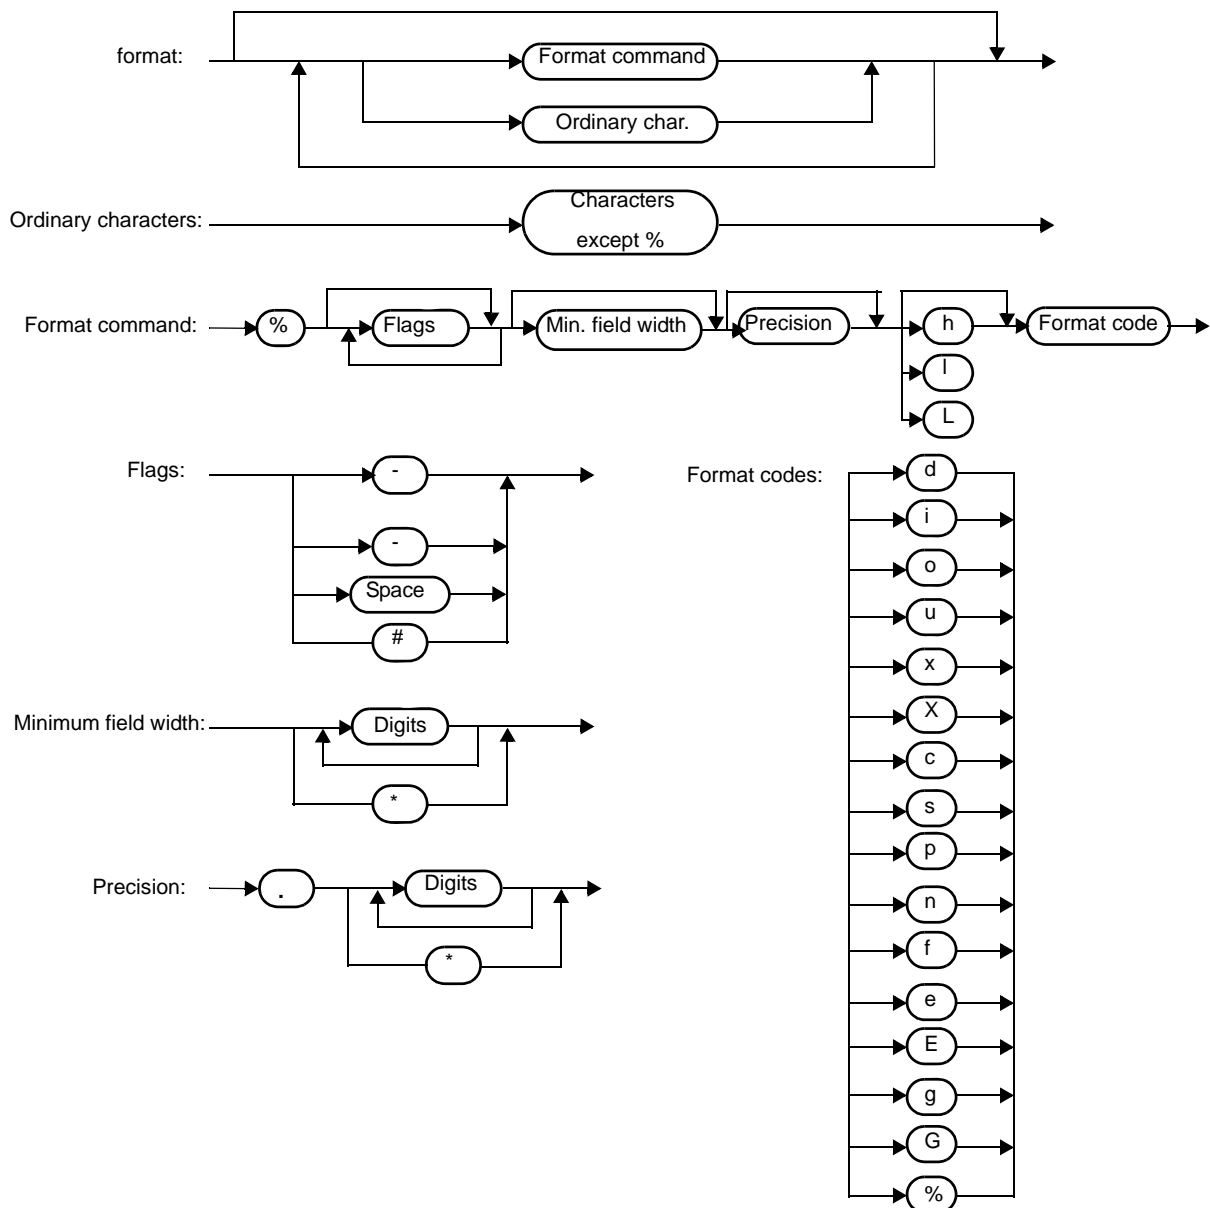 format:
Format command
Ordinary char.
Ordinary characters:
Characters
except %
Format command:
%
Flags
Min. field width
Precision
h
Format code
l
L
Flags:
-
-
Space
#
Minimum field width:
Digits
*
Precision:
.
Digits
*
Format codes:
d
i
o
u
x
X
c
s
p
n
f
e
E
g
G
%